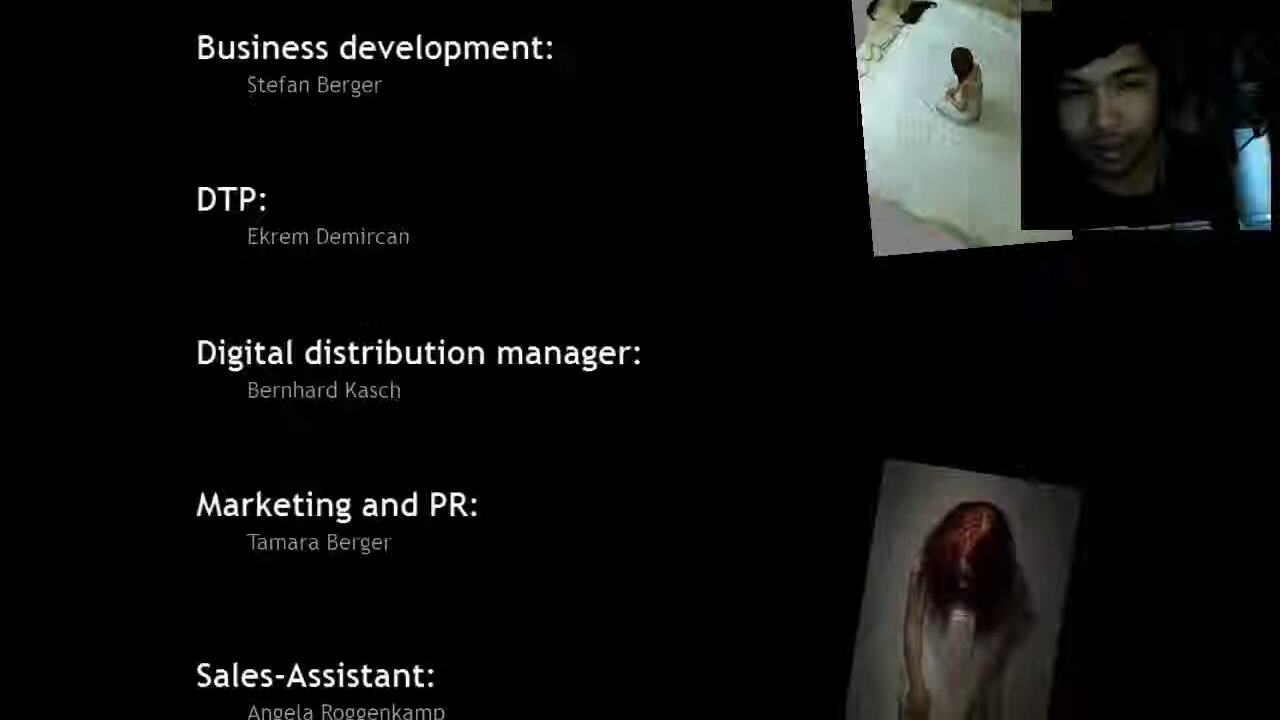 Business development:
Stefan Berger
DTP:
Ekrem Demircan
Digital distribution manager:
Bernhard Kasch
Marketing and PR:
Tamara Berger
Sales-Assistant:
Angela Roggenkamp